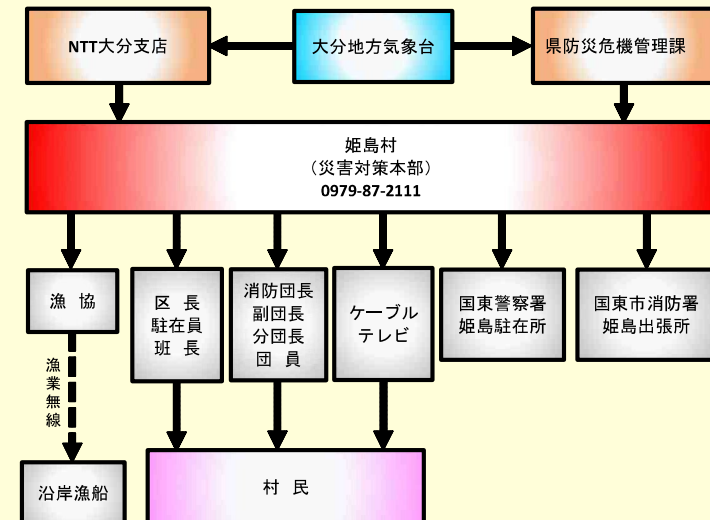 NTT大分支店
大分地方気象台
県防災危機管理課
姫島村
（災害対策本部）
0979-87-2111
漁 協
区 長
駐在員
班 長
消防団長
副団長
分団長
団 員
ケーブル
テレビ
国東警察署
姫島駐在所
国東市消防署
姫島出張所
漁業無線
沿岸漁船
村 民